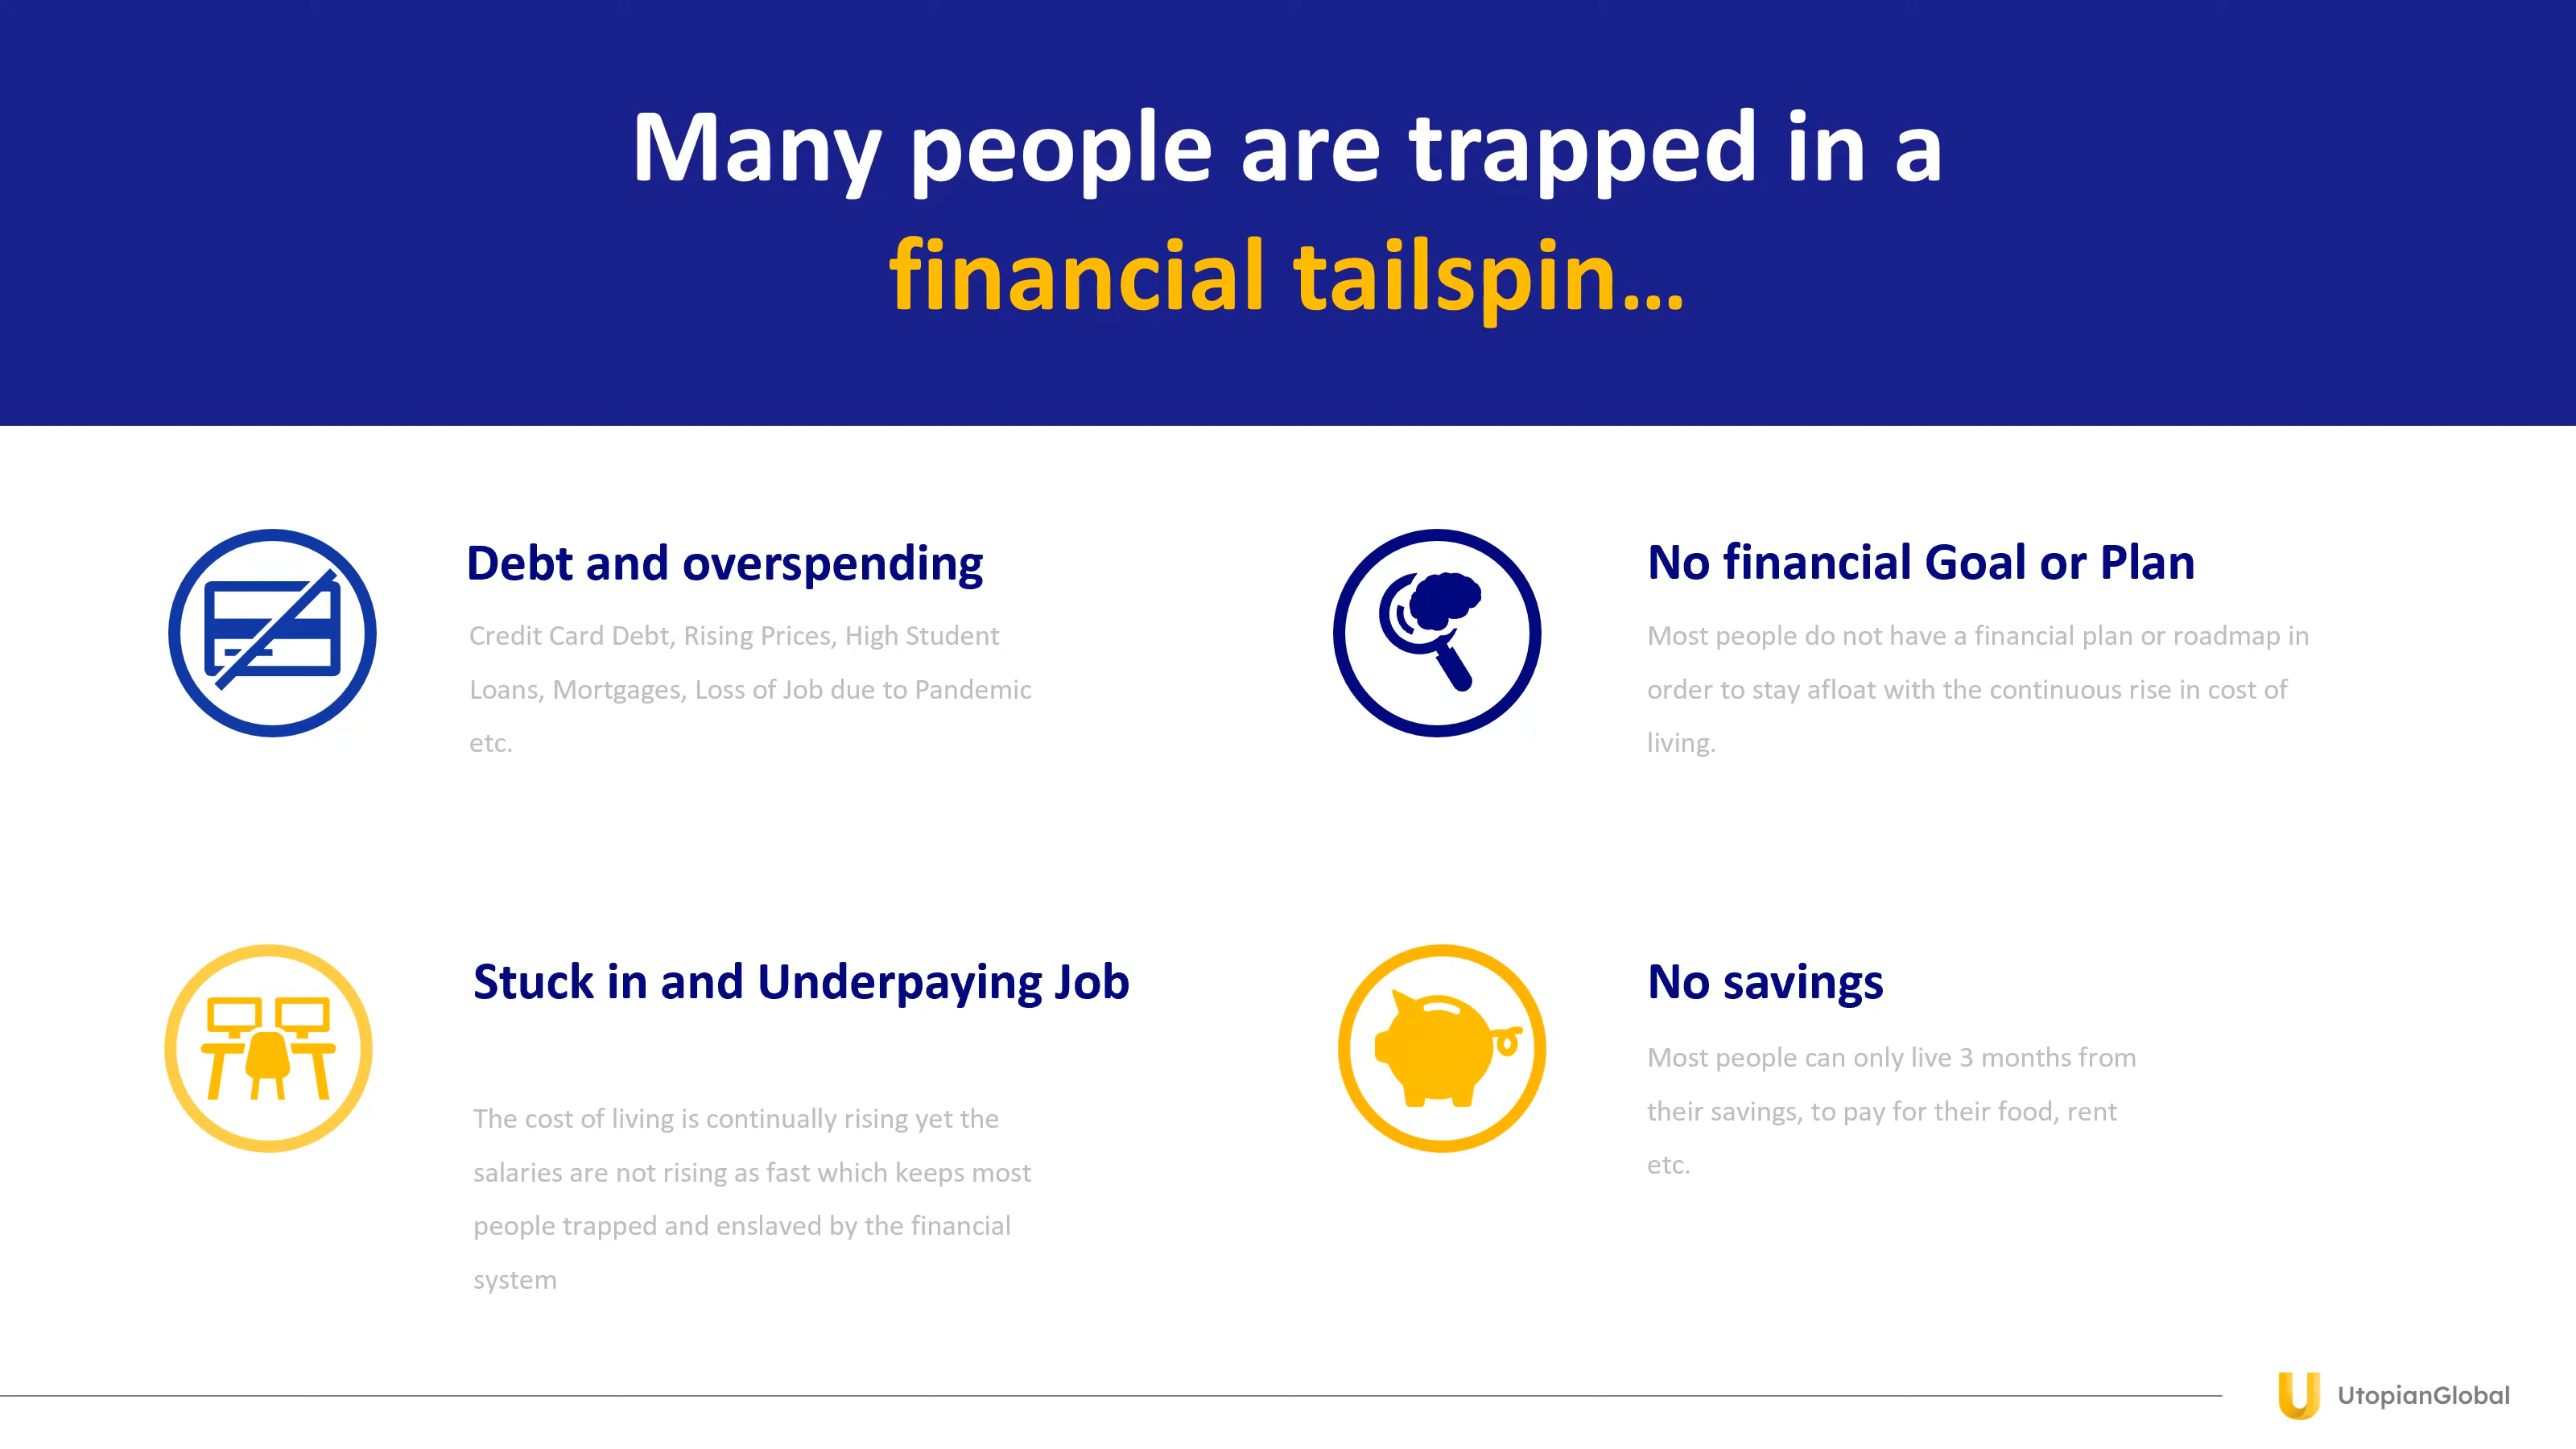 Many people are trapped in a
financial tailspin...
Debt and overspending
Credit Card Debt, Rising Prices, High Student
Loans, Mortgages, Loss of Job due to Pandemic
etc.
No financial Goal or Plan
Most people do not have a financial plan or roadmap in
order to stay afloat with the continuous rise in cost of
living.
Stuck in and Underpaying Job
The cost of living is continually rising yet the
salaries are not rising as fast which keeps most
people trapped and enslaved by the financial
system
No savings
Most people can only live 3 months from
their savings, to pay for their food, rent
etc.
UtopianGlobal